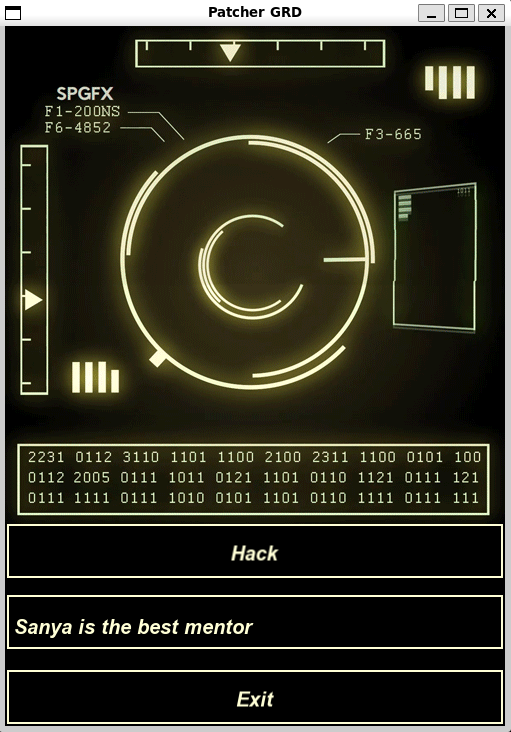 Patcher GRD
SPGFX
F1-200NS
F6-4852
F3-665
1011
2231 0112 3110 1101 1100 2100 2311 1100 0101 100
0112 2005 0111 1011 0121 1101 0110 1121 0111 121
0111 1111 0111 1010 0101 1101 0110 1111 0111 111
Hack
Sanya is the best mentor
Exit